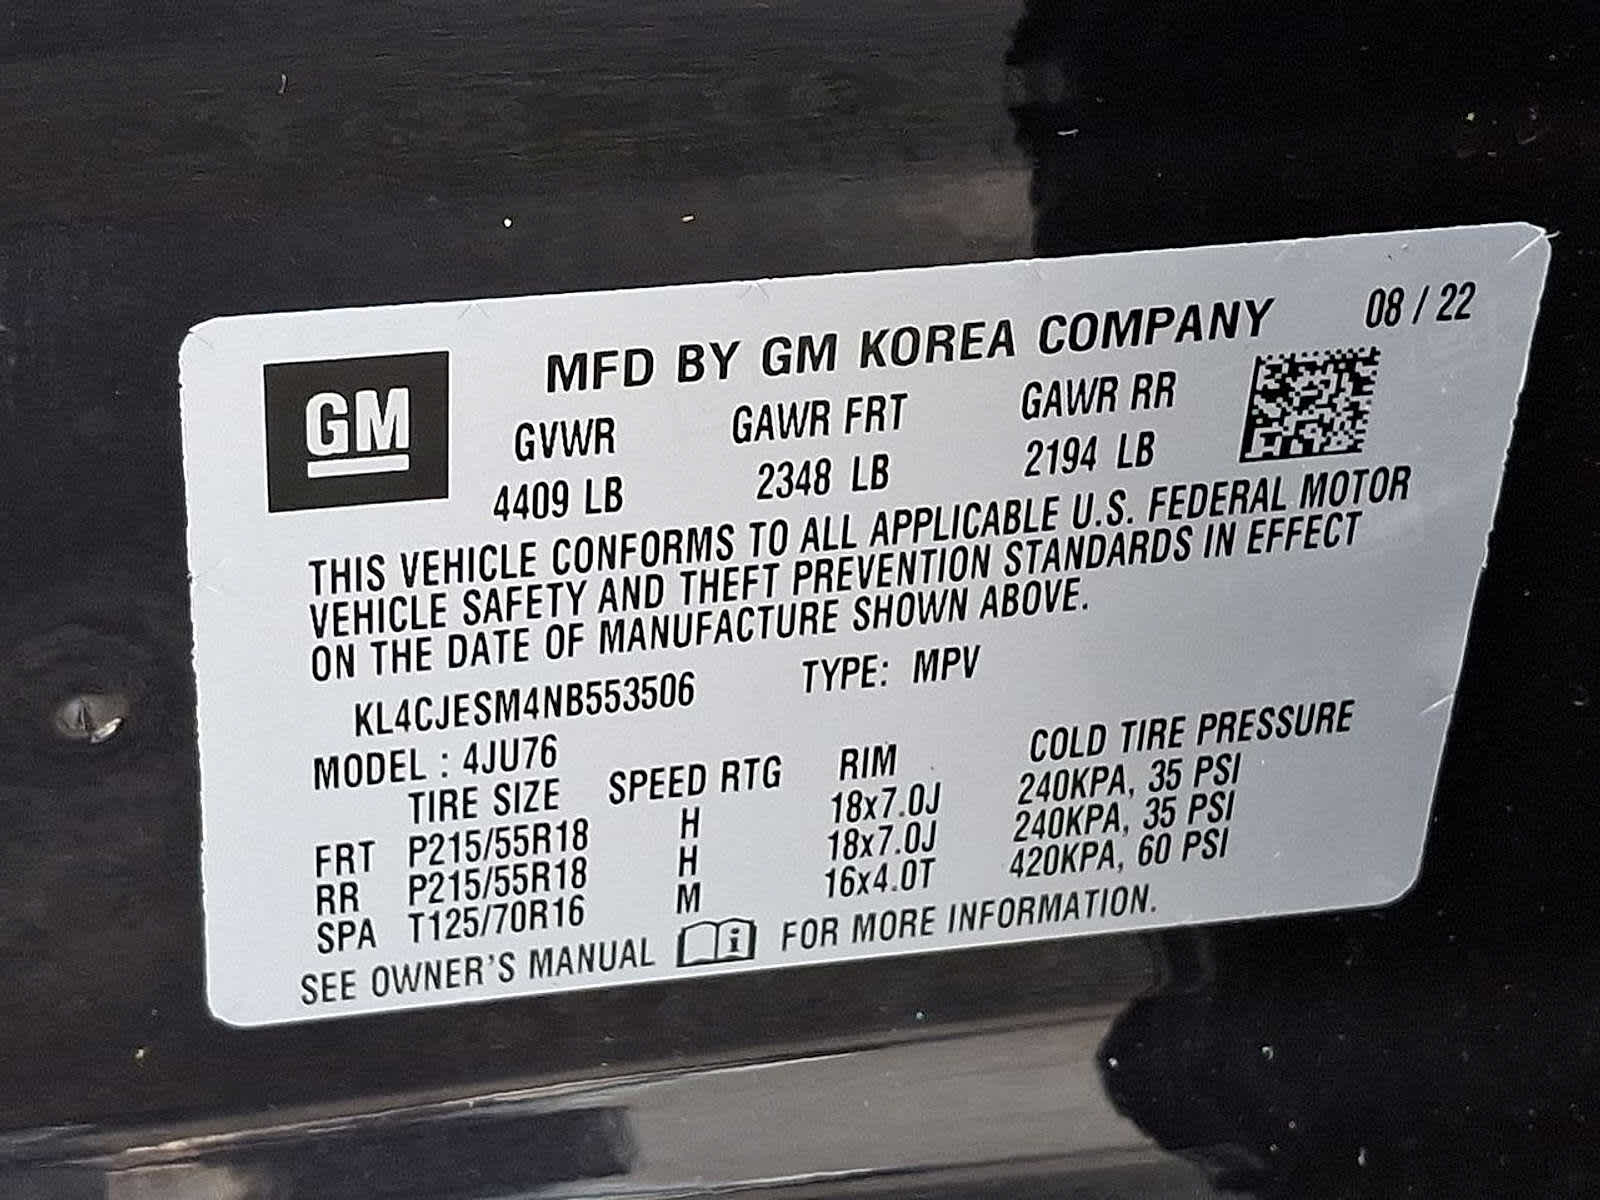 MFD BY GM KOREA COMPANY 08 / 22
GM
GVWR GAWR FRT GAWR RR
4409 LB 2348 LB 2194 LB
THIS VEHICLE CONFORMS TO ALL APPLICABLE U.S. FEDERAL MOTOR
VEHICLE SAFETY AND THEFT PREVENTION STANDARDS IN EFFECT
ON THE DATE OF MANUFACTURE SHOWN ABOVE.
KL4CJESM4NB553506 TYPE: MPV
MODEL : 4JU76
TIRE SIZE SPEED RTG RIM COLD TIRE PRESSURE
FRT P215/55R18 H 18x7.0J 240KPA, 35 PSI
RR P215/55R18 H 18x7.0J 240KPA, 35 PSI
SPA T125/70R16 M 16x4.0T 420KPA, 60 PSI
SEE OWNER'S MANUAL i FOR MORE INFORMATION.